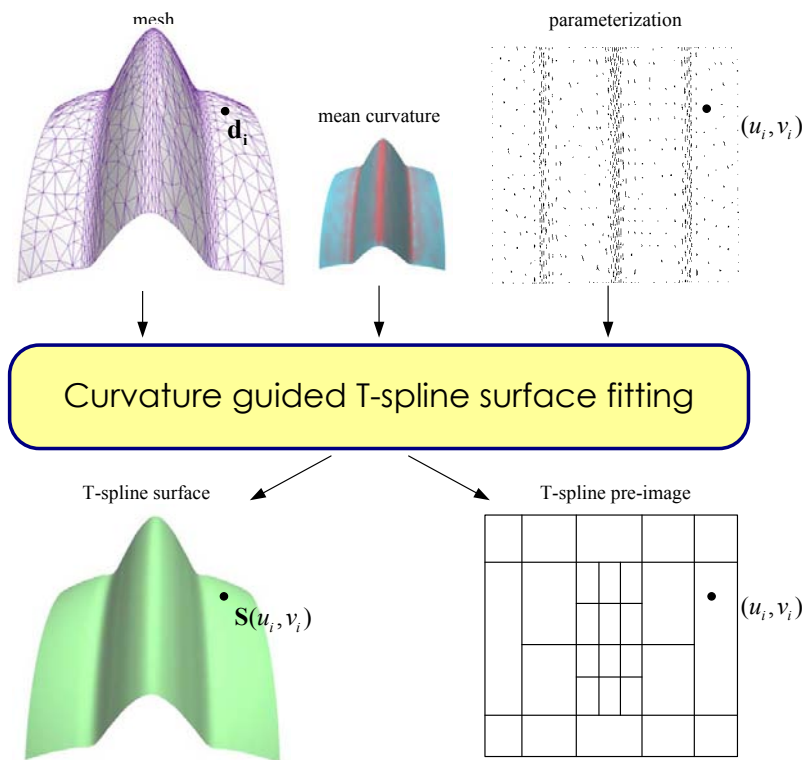 mesh
parameterization
mean curvature
d_i
(u_i, v_i)
Curvature guided T-spline surface fitting
T-spline surface
T-spline pre-image
S(u_i, v_i)
(u_i, v_i)